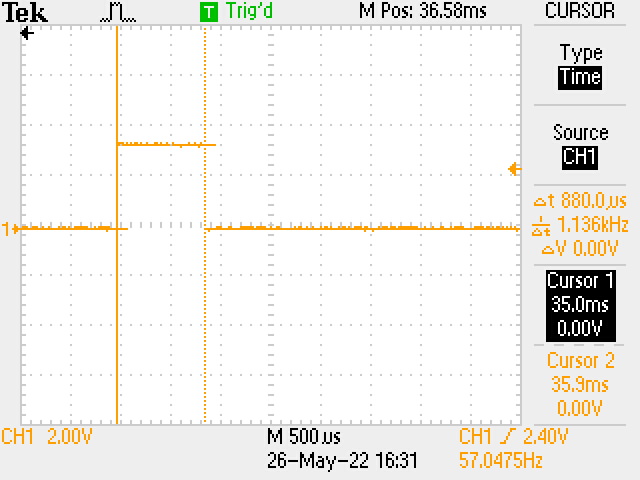 Tek T Trig'd M Pos: 36.58ms CURSOR
Type
Time
Source
CH1
Δt 880.0µs
1/Δt 1.136kHz
ΔV 0.00V
Cursor 1
35.0ms
0.00V
Cursor 2
35.9ms
0.00V
1
CH1 2.00V M 500µs CH1 2.40V
26-May-22 16:31 57.0475Hz